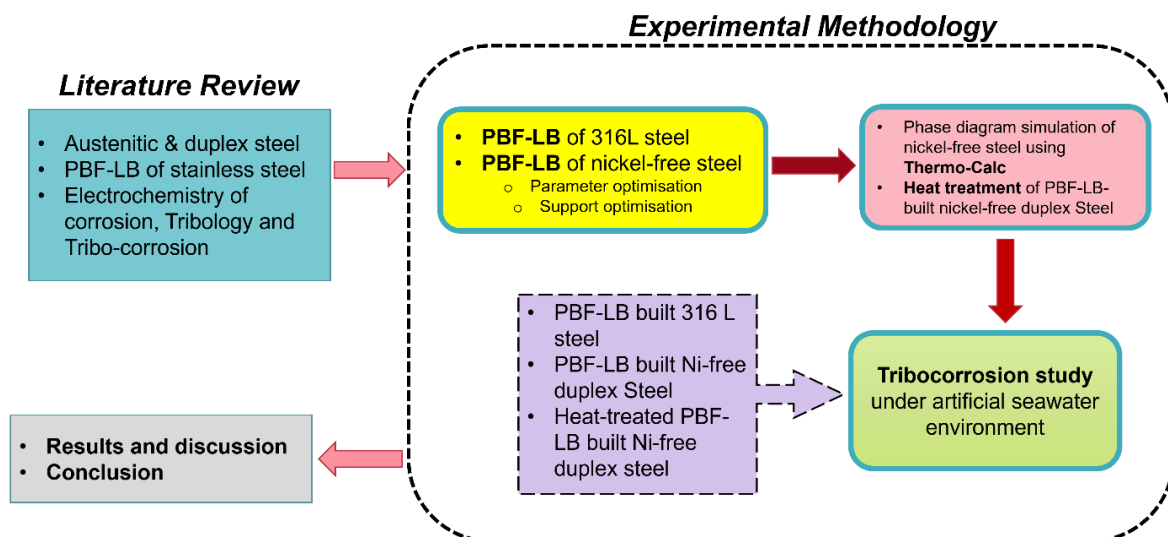 Experimental Methodology
Literature Review
• Austenitic & duplex steel
• PBF-LB of stainless steel
• Electrochemistry of
corrosion, Tribology and
Tribo-corrosion
• PBF-LB of 316L steel
• PBF-LB of nickel-free steel
o Parameter optimisation
o Support optimisation
• Phase diagram simulation of
nickel-free steel using
Thermo-Calc
• Heat treatment of PBF-LB-
built nickel-free duplex Steel
• PBF-LB built 316 L
steel
• PBF-LB built Ni-free
duplex Steel
• Heat-treated PBF-
LB built Ni-free
duplex steel
Tribocorrosion study
under artificial seawater
environment
• Results and discussion
• Conclusion